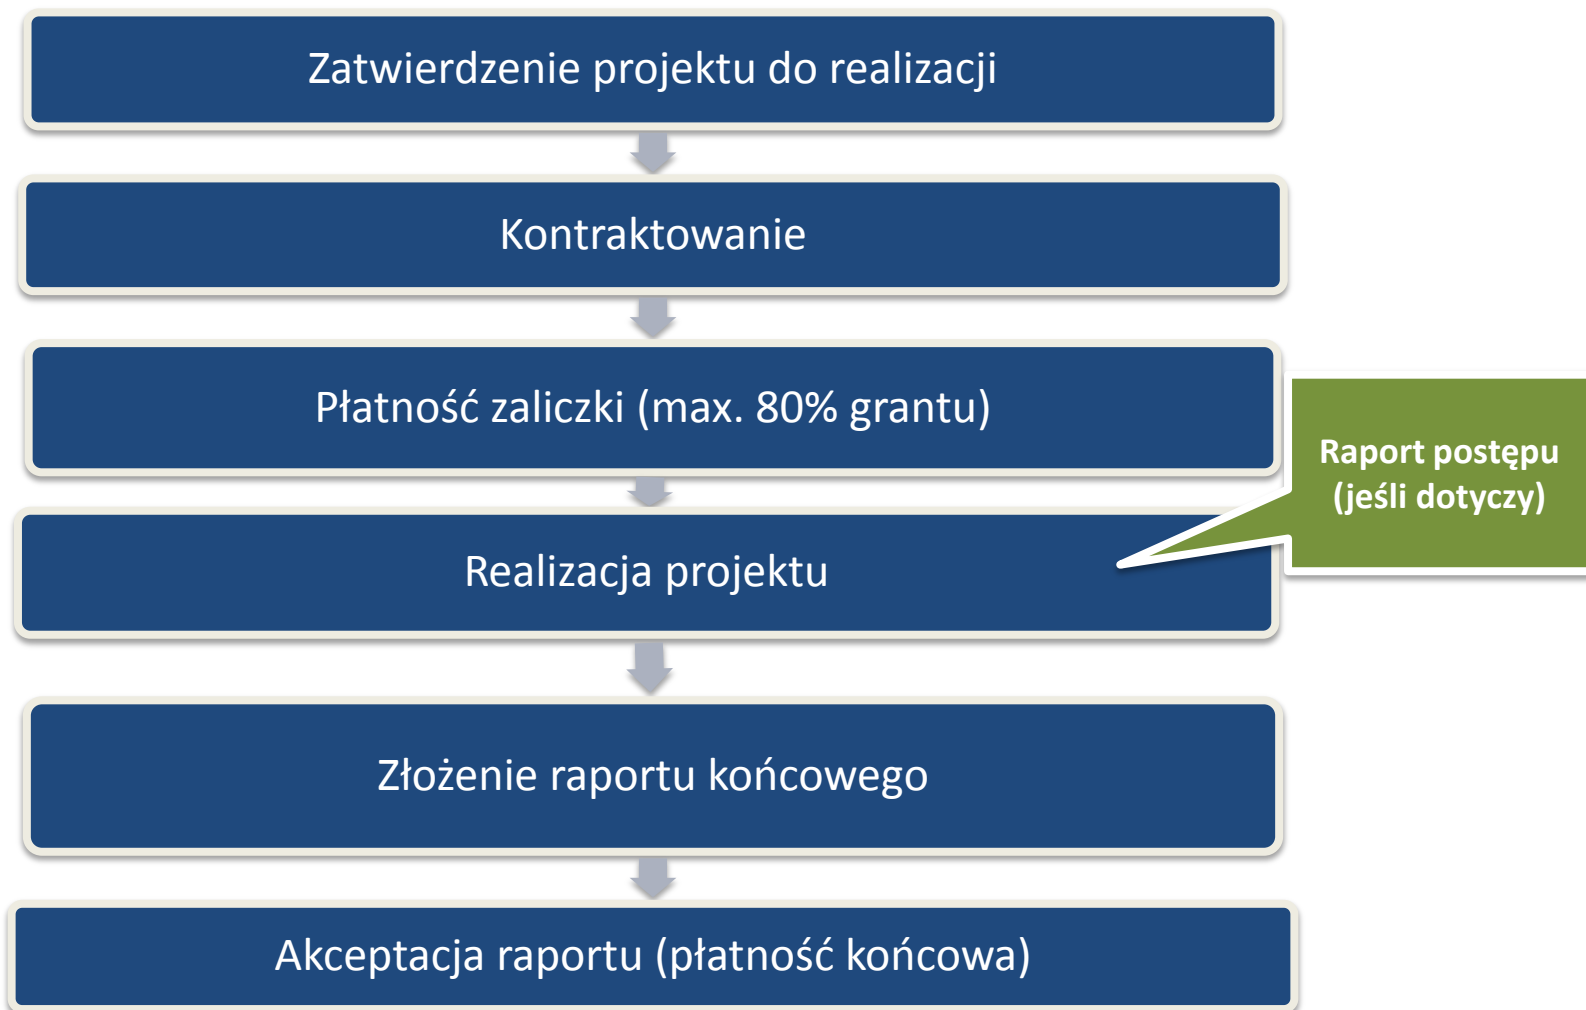 Zatwierdzenie projektu do realizacji
Kontraktowanie
Płatność zaliczki (max. 80% grantu)
Raport postępu
(jeśli dotyczy)
Realizacja projektu
Złożenie raportu końcowego
Akceptacja raportu (płatność końcowa)